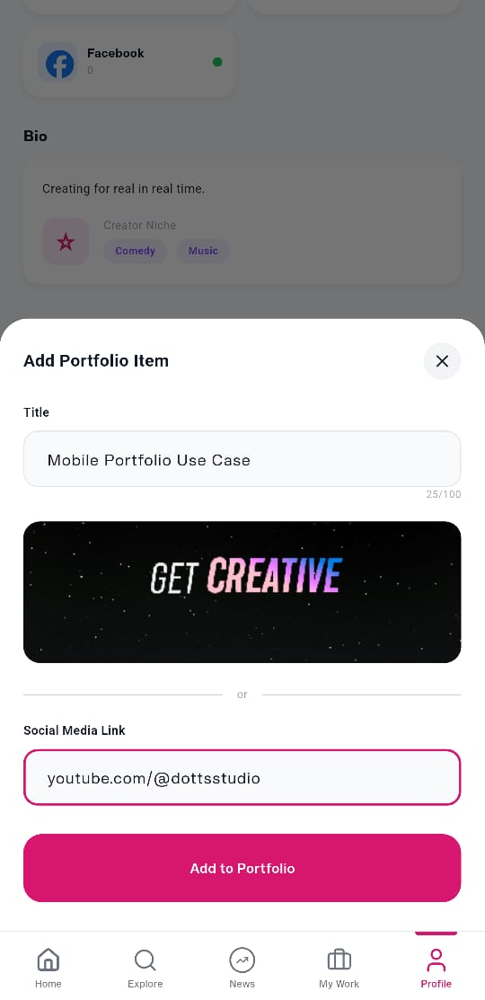 Facebook
0
Bio
Creating for real in real time.
Creator Niche
Comedy Music
Add Portfolio Item
Title
Mobile Portfolio Use Case
25/100
GET CREATIVE
or
Social Media Link
youtube.com/@dottsstudio
Add to Portfolio
Home Explore News My Work Profile